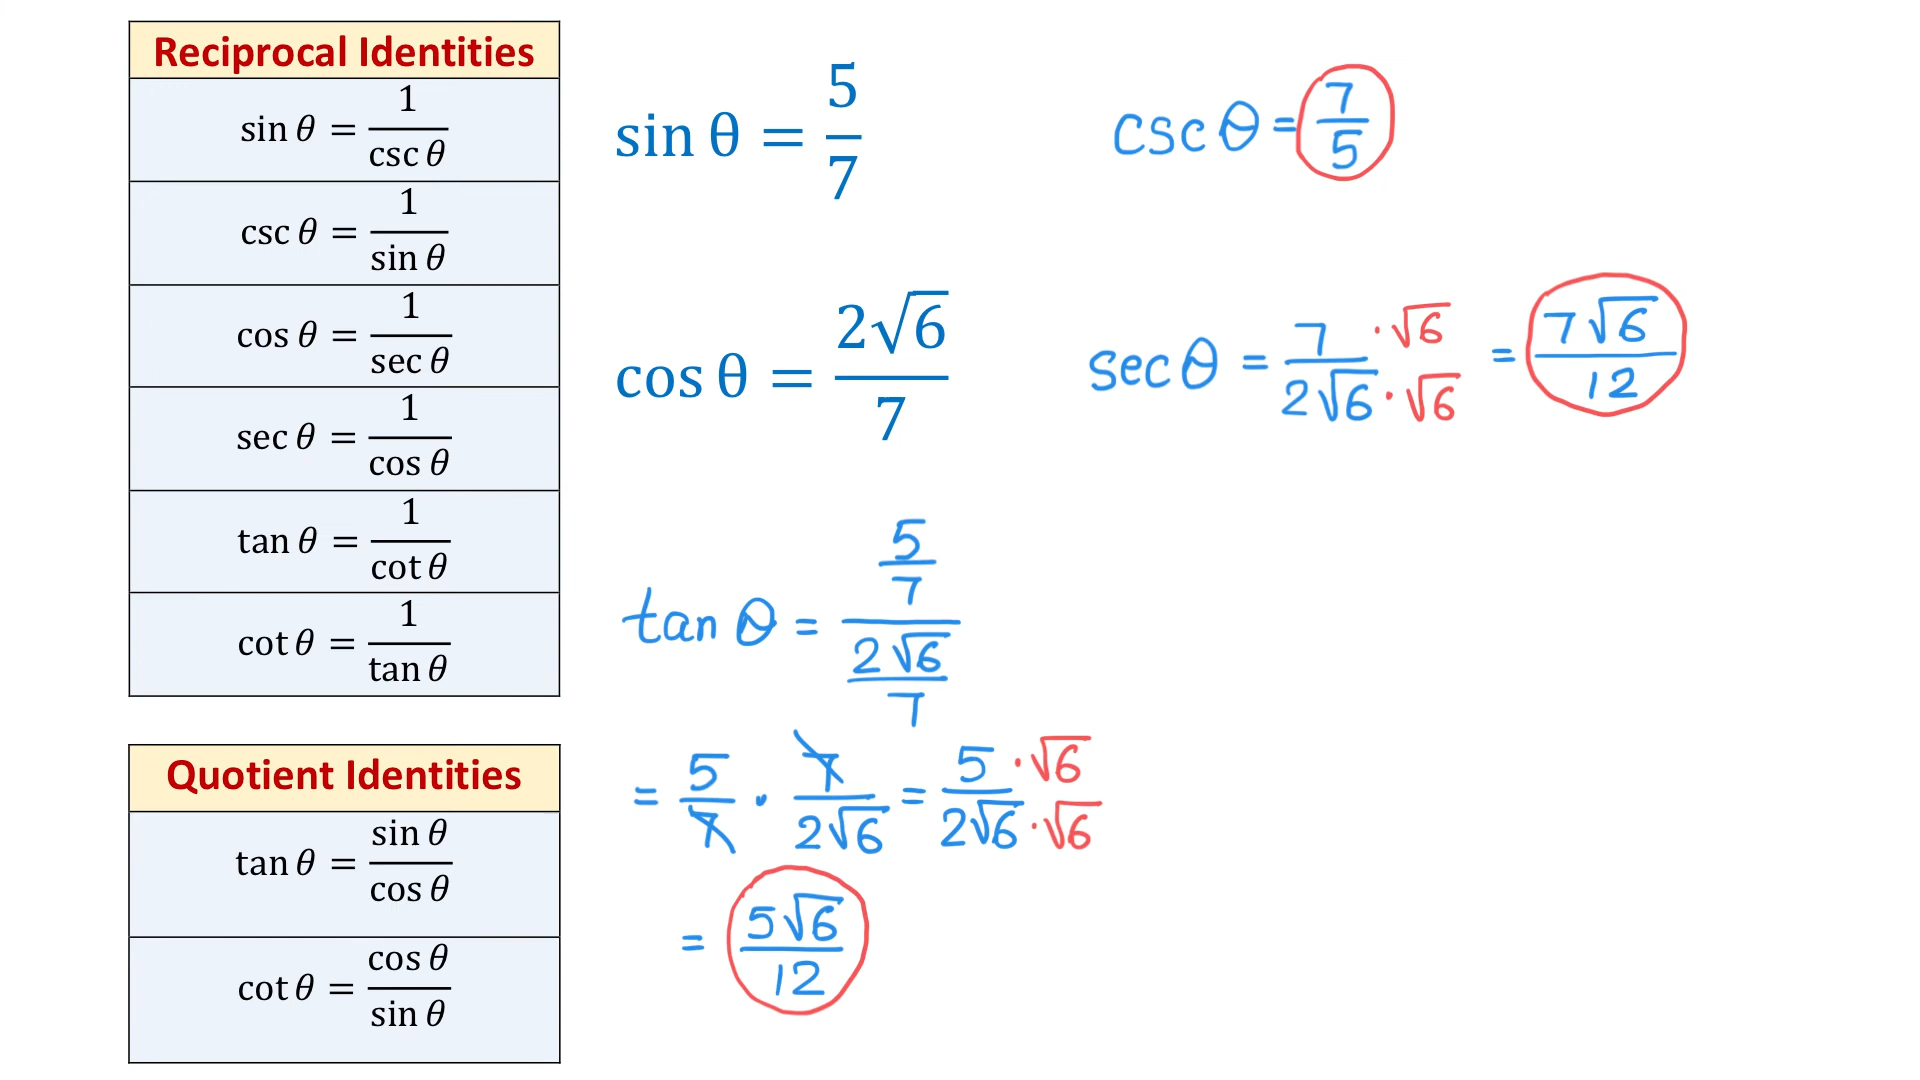 Reciprocal Identities
sin θ = 1/csc θ
csc θ = 1/sin θ
cos θ = 1/sec θ
sec θ = 1/cos θ
tan θ = 1/cot θ
cot θ = 1/tan θ
Quotient Identities
tan θ = sin θ/cos θ
cot θ = cos θ/sin θ
sin θ = 5/7
csc θ = 7/5
cos θ = 2√6/7
sec θ = 7·√6/2√6·√6 = 7√6/12
tan θ = (5/7)/(2√6/7)
= 5/7 · 7/2√6 = 5·√6/2√6·√6
= 5√6/12